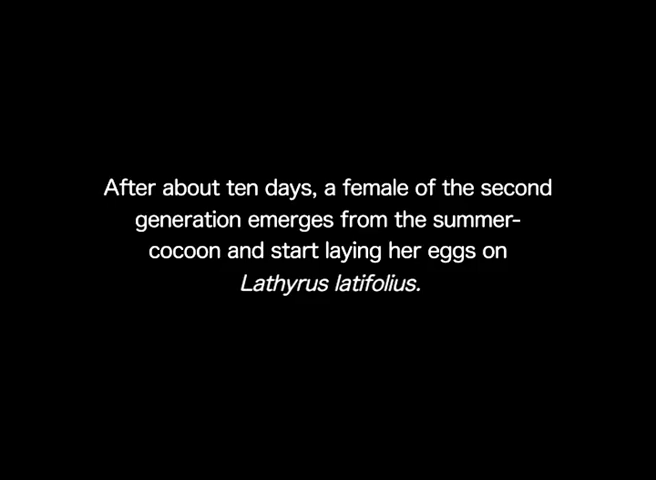 After about ten days, a female of the second
generation emerges from the summer-
cocoon and start laying her eggs on
Lathyrus latifolius.